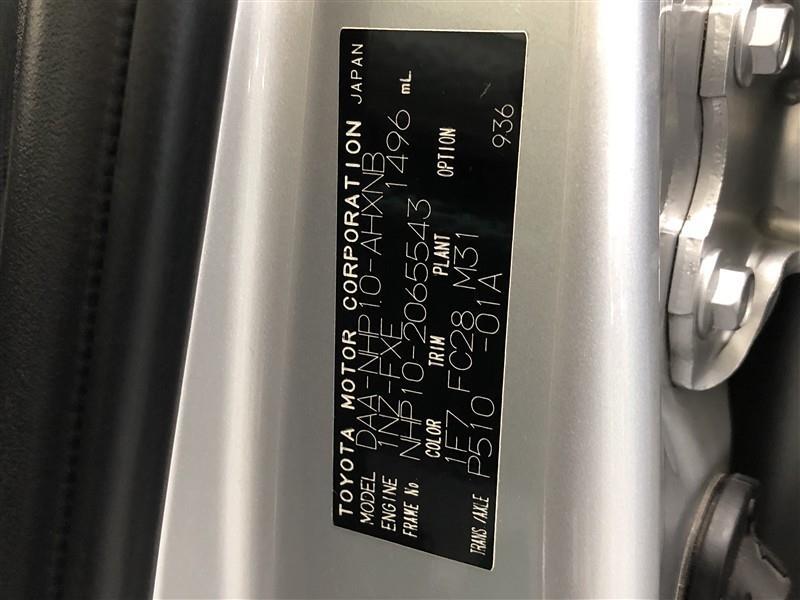 TOYOTA MOTOR CORPORATION JAPAN
MODEL DAA-NHP10-AHXNB
ENGINE 1NZ-FXE 1496 mL
FRAME No. NHP10-2065543
COLOR TRIM PLANT OPTION
1F7 FC28 M31 936
TRANS/AXLE P510 -01A